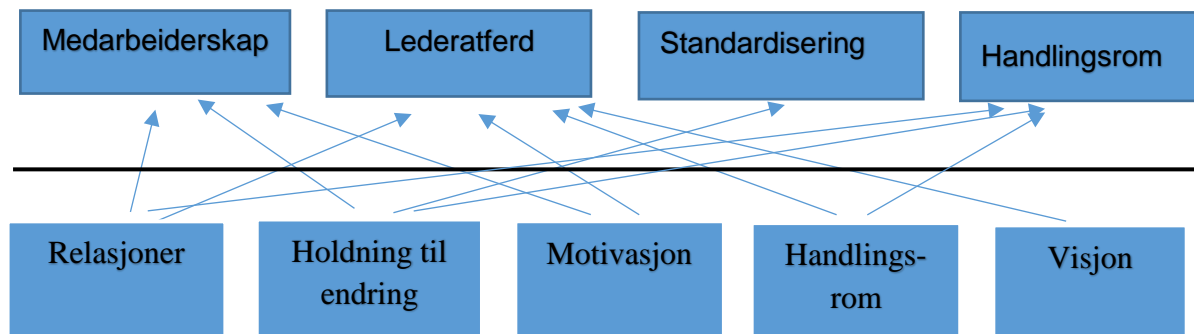 Medarbeiderskap
Lederatferd
Standardisering
Handlingsrom
Relasjoner
Holdning til
endring
Motivasjon
Handlings-
rom
Visjon